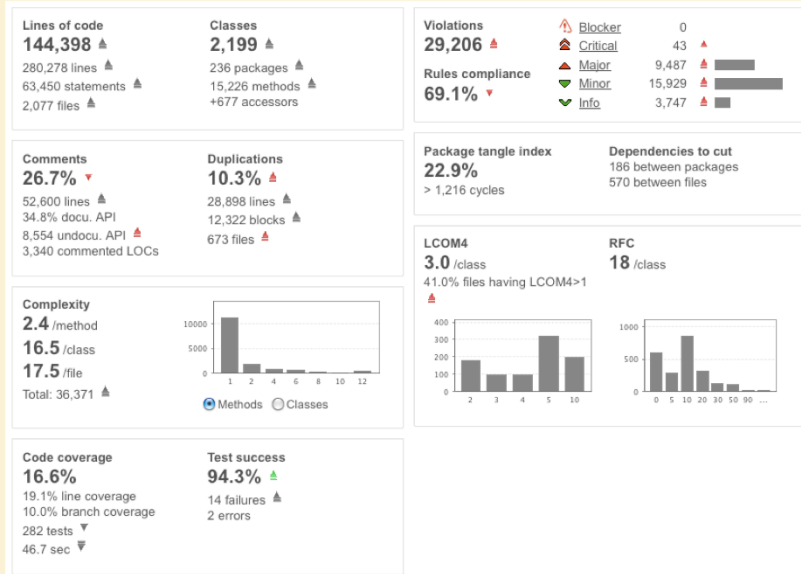 Lines of code
144,398
280,278 lines
63,450 statements
2,077 files
Classes
2,199
236 packages
15,226 methods
+677 accessors
Violations
29,206
Rules compliance
69.1%
Blocker 0
Critical 43
Major 9,487
Minor 15,929
Info 3,747
Comments
26.7%
52,600 lines
34.8% docu. API
8,554 undocu. API
3,340 commented LOCs
Duplications
10.3%
28,898 lines
12,322 blocks
673 files
Package tangle index
22.9%
> 1,216 cycles
Dependencies to cut
186 between packages
570 between files
LCOM4
3.0 /class
41.0% files having LCOM4>1
400
300
200
100
0
2 3 4 5 10
RFC
18 /class
1000
500
0
0 5 10 20 30 50 90 ...
Complexity
2.4 /method
16.5 /class
17.5 /file
Total: 36,371
10000
5000
0
1 2 4 6 8 10 12
Methods Classes
Code coverage
16.6%
19.1% line coverage
10.0% branch coverage
282 tests
46.7 sec
Test success
94.3%
14 failures
2 errors